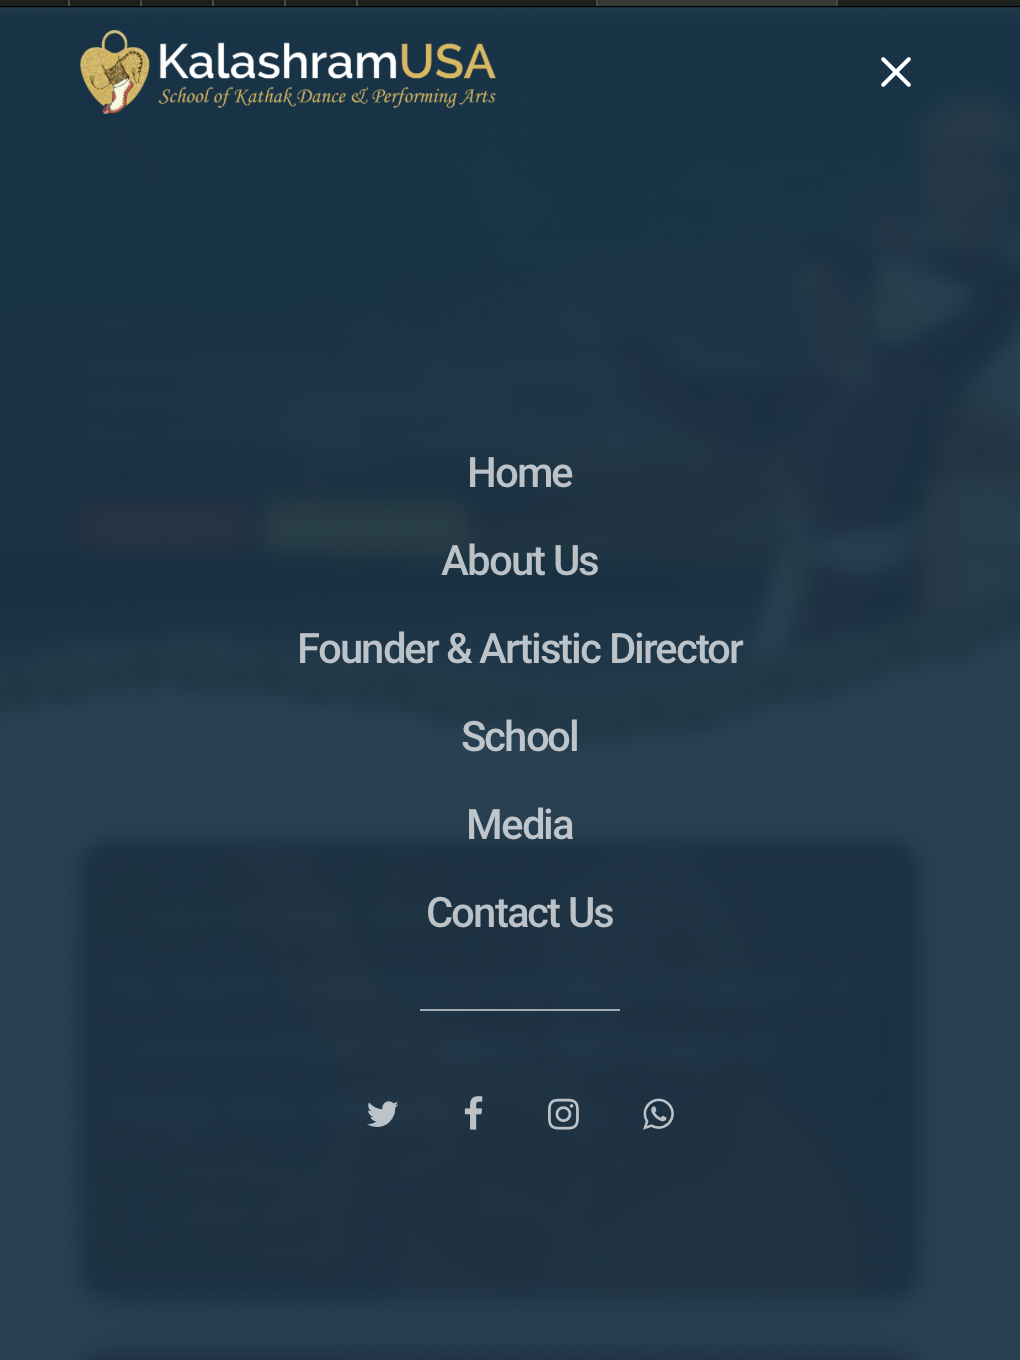 KalashramUSA
School of Kathak Dance & Performing Arts
Home
About Us
Founder & Artistic Director
School
Media
Contact Us